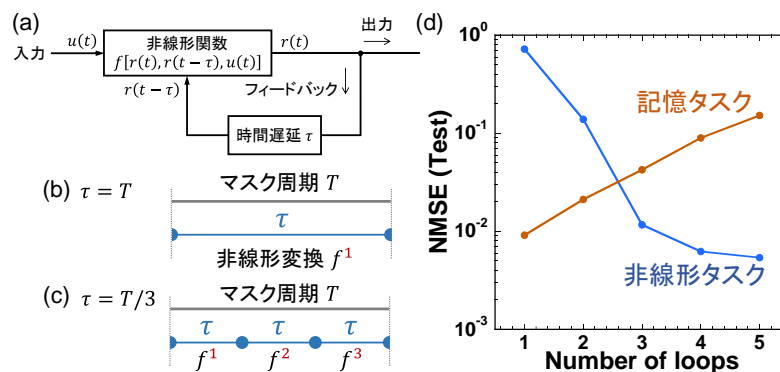 (a)
入力
u(t)
非線形関数
f[r(t), r(t − τ), u(t)]
r(t)
出力
r(t − τ)
フィードバック
時間遅延 τ
(b) τ = T
マスク周期 T
τ
非線形変換 f¹
(c) τ = T/3
マスク周期 T
τ τ τ
f¹ f² f³
(d)
NMSE (Test)
10⁰
10⁻¹
10⁻²
10⁻³
記憶タスク
非線形タスク
1 2 3 4 5
Number of loops